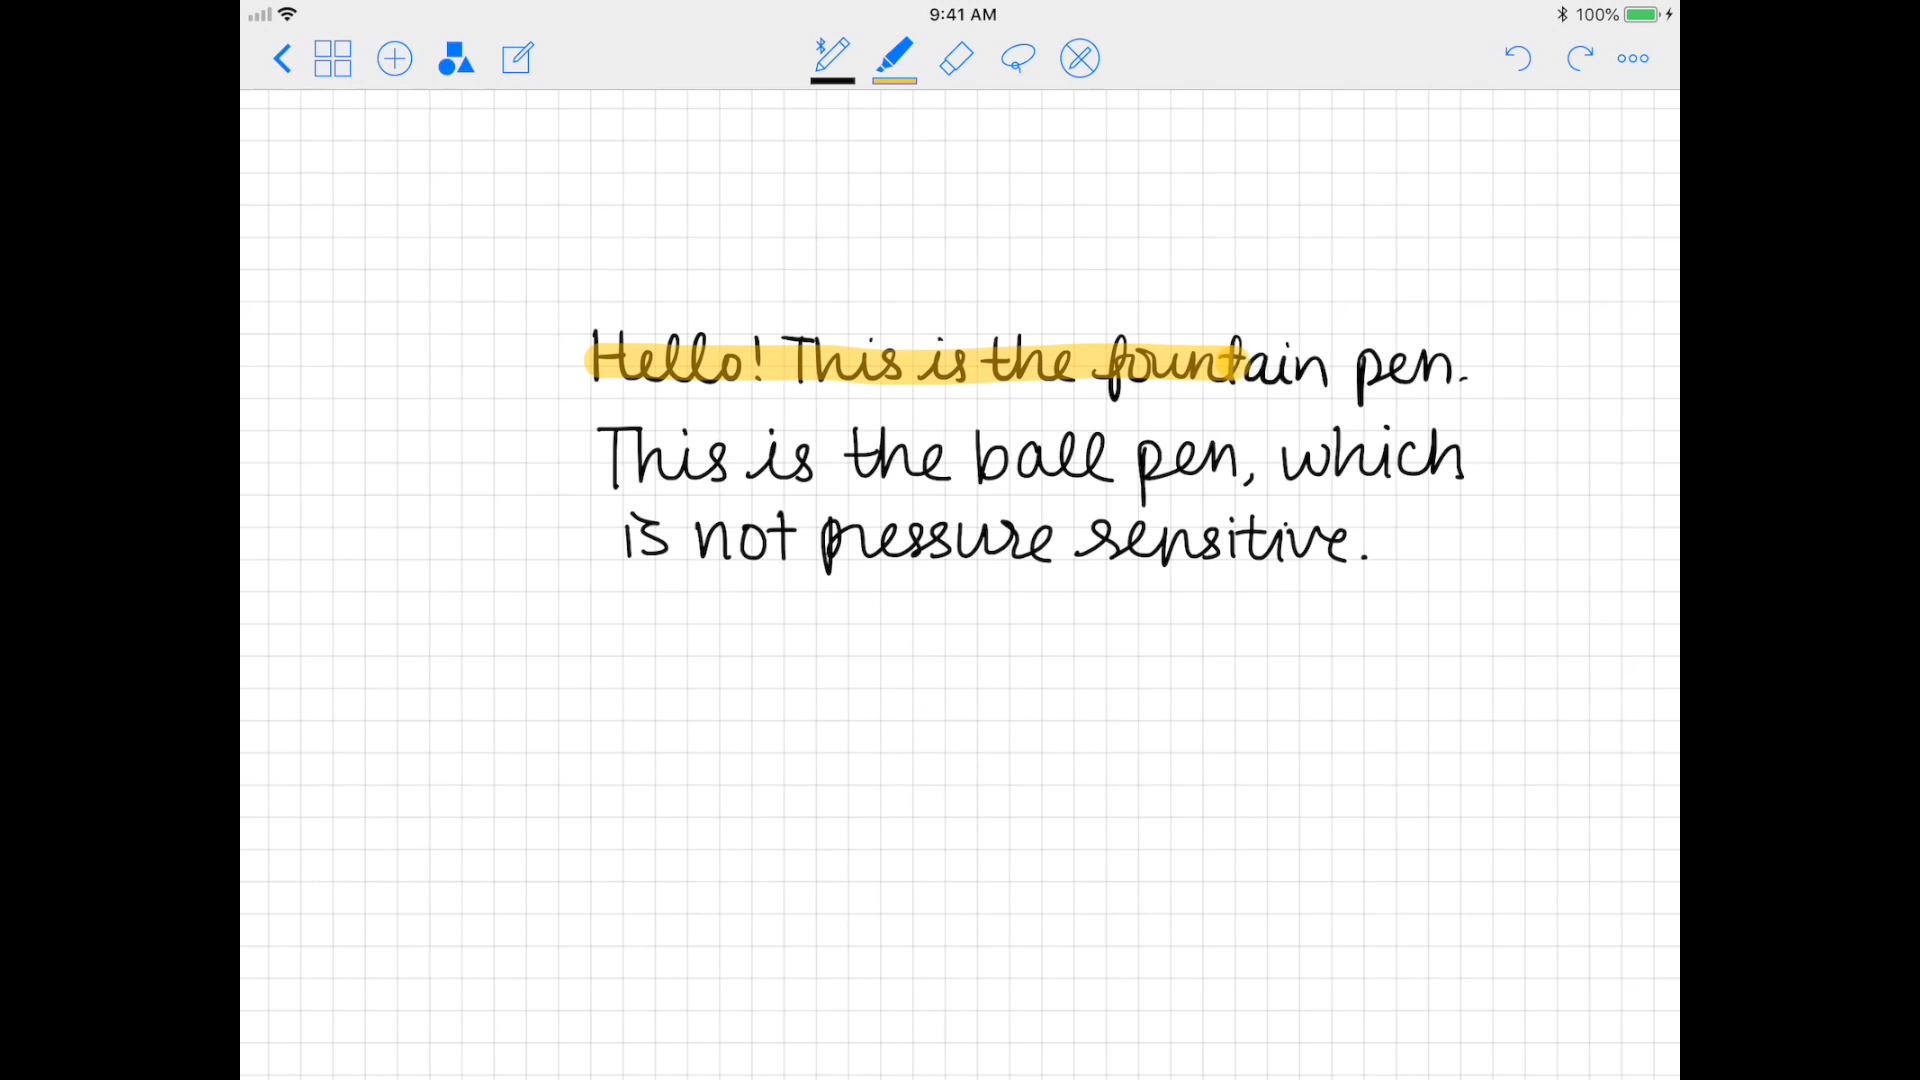 9:41 AM
100%
Hello! This is the fountain pen.
This is the ball pen, which
is not pressure sensitive.